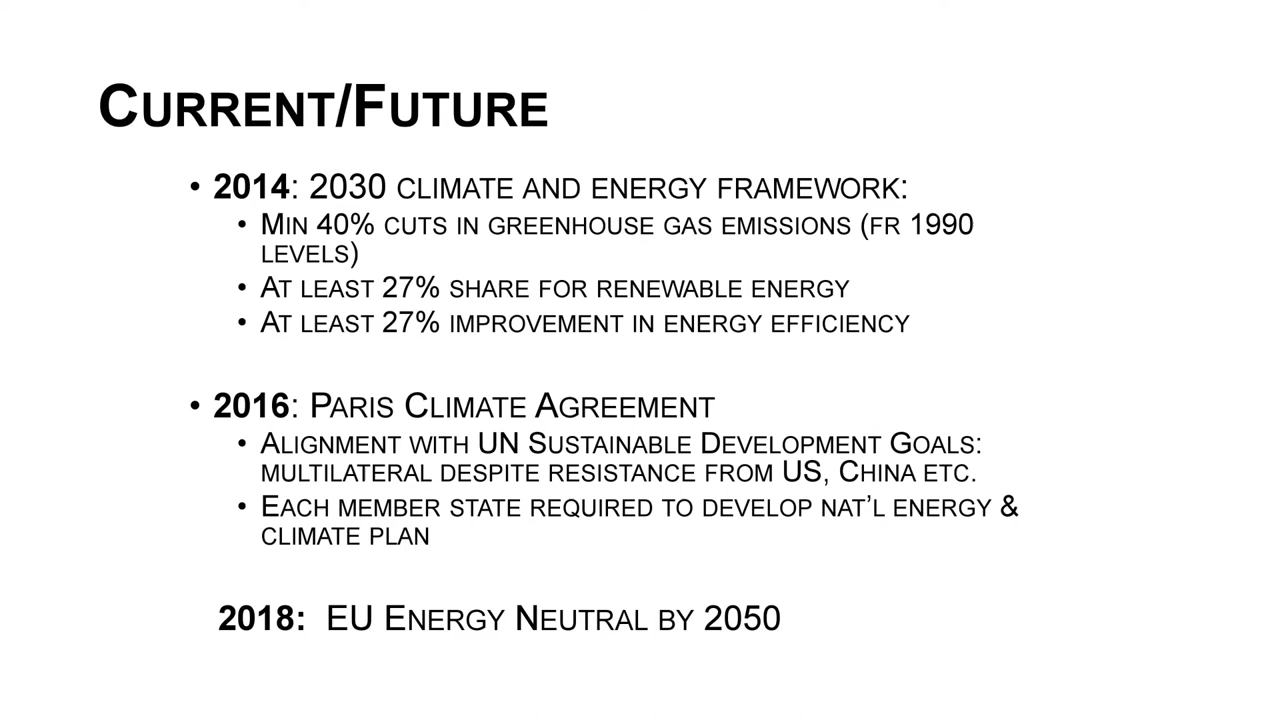 Current/Future
• 2014: 2030 climate and energy framework:
• Min 40% cuts in greenhouse gas emissions (fr 1990
levels)
• At least 27% share for renewable energy
• At least 27% improvement in energy efficiency
• 2016: Paris Climate Agreement
• Alignment with UN Sustainable Development Goals:
multilateral despite resistance from US, China etc.
• Each member state required to develop nat’l energy &
climate plan
2018: EU Energy Neutral by 2050